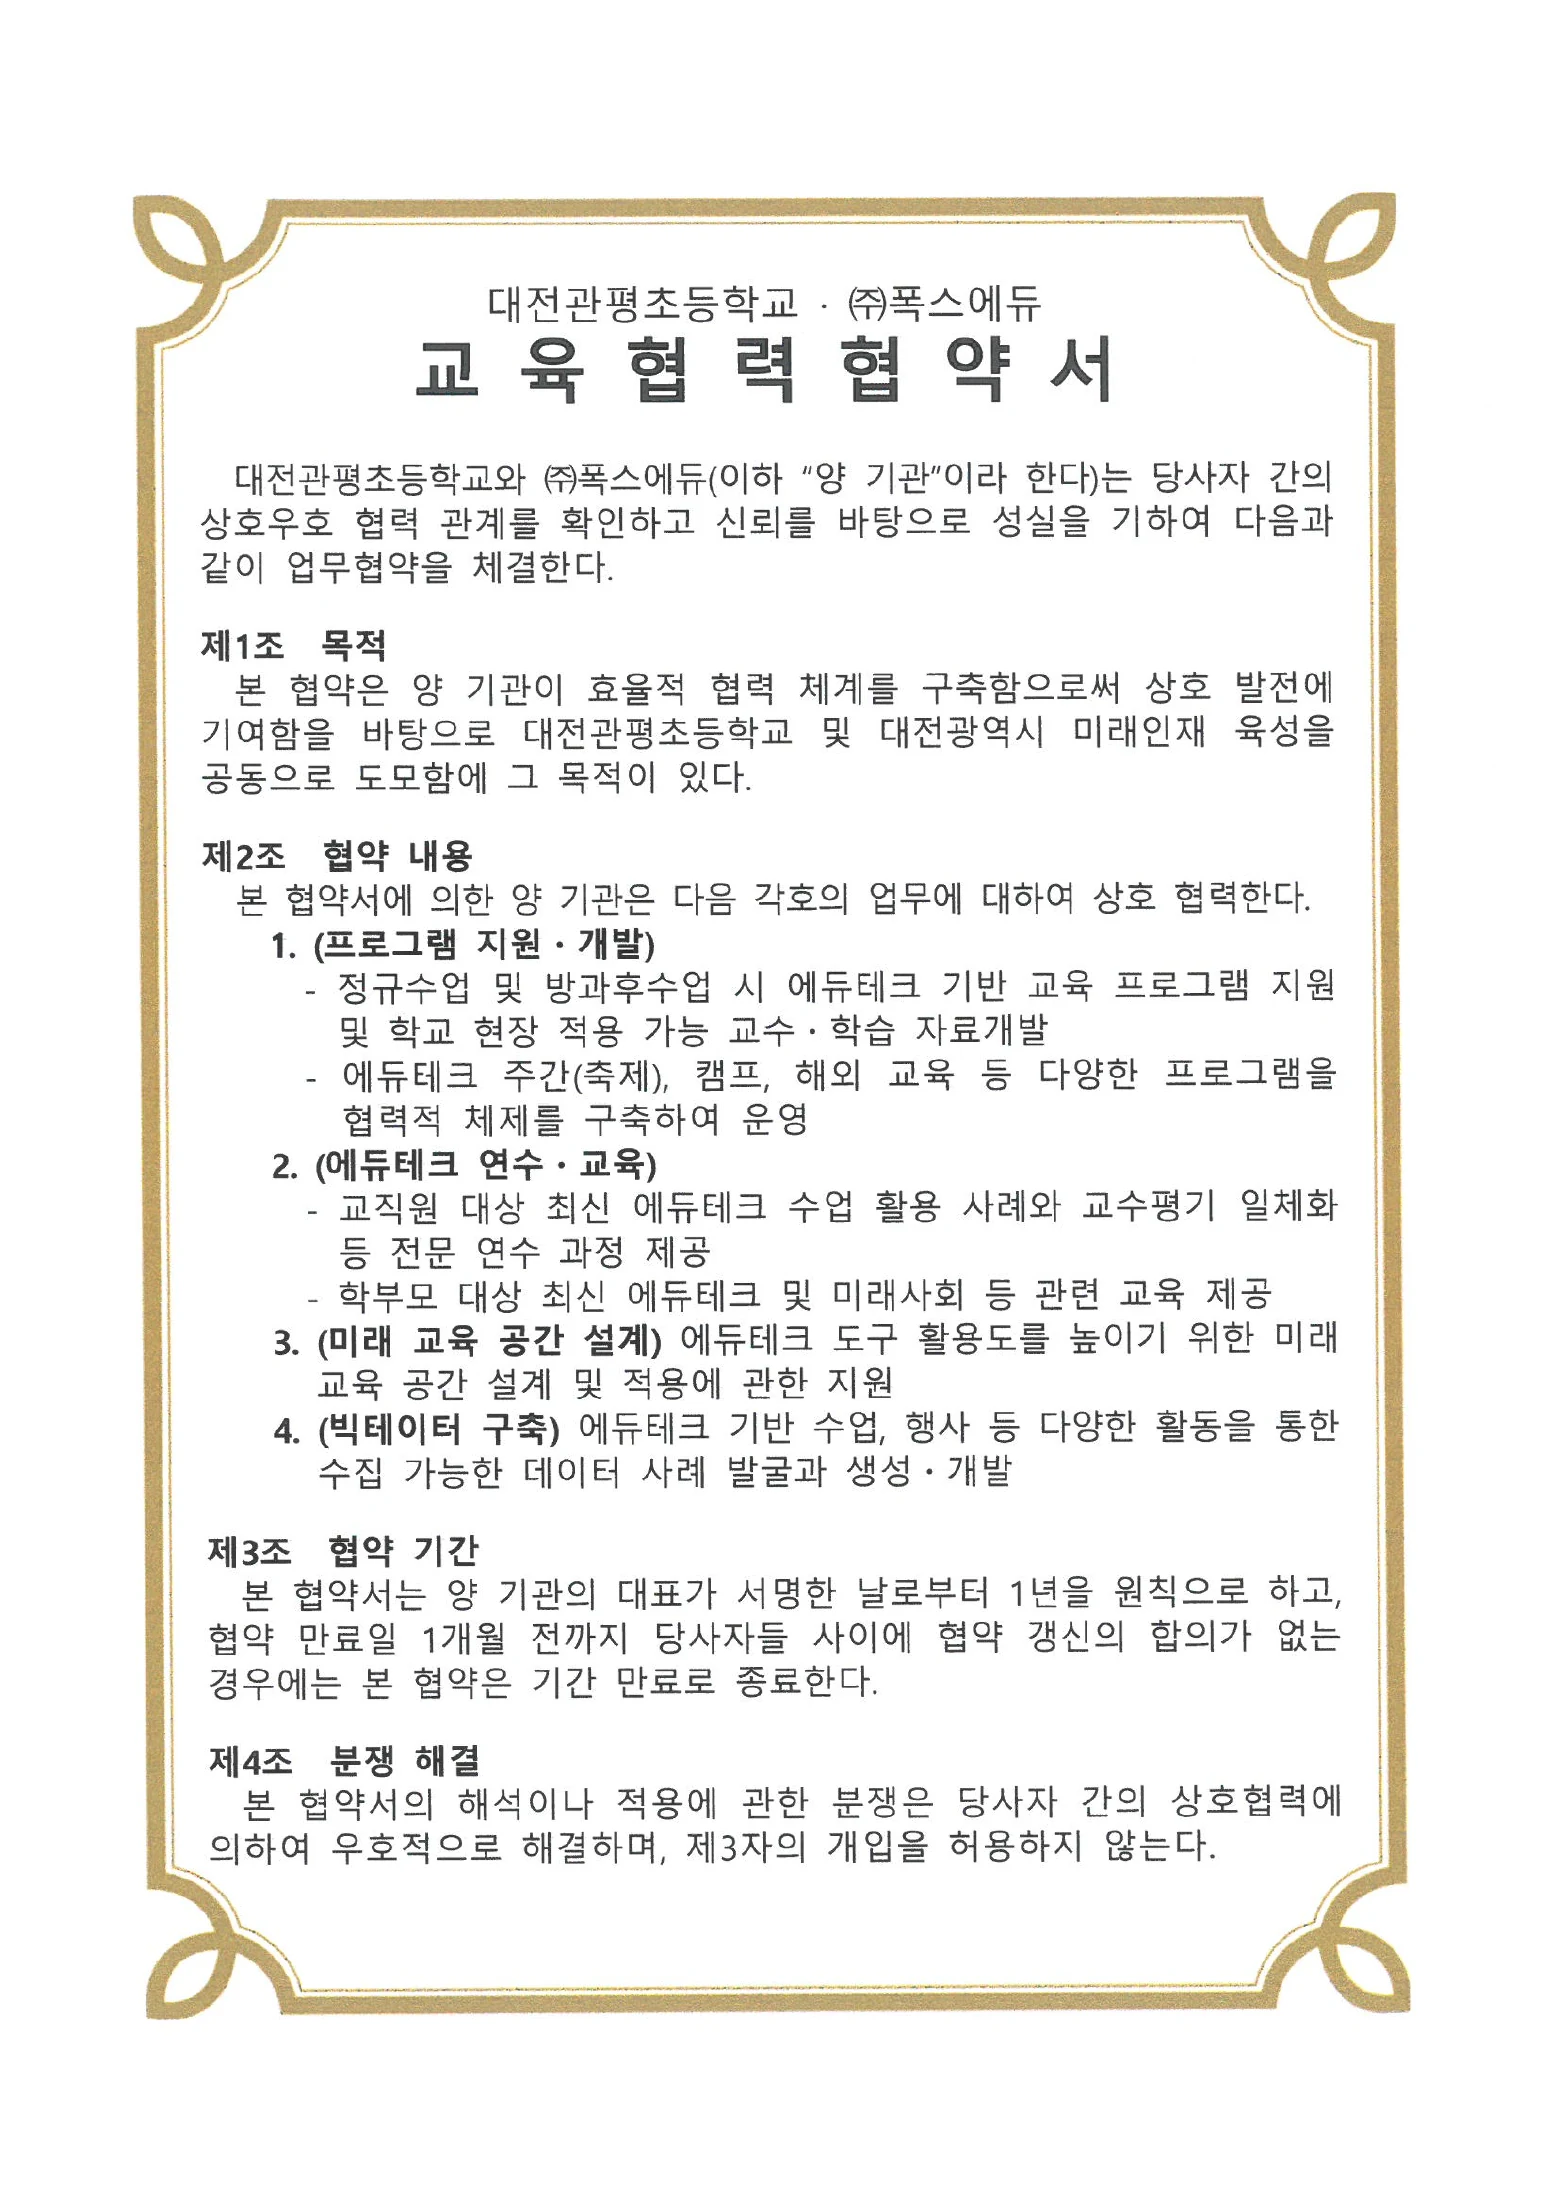 대전관평초등학교 · ㈜폭스에듀
교육협력협약서
대전관평초등학교와 ㈜폭스에듀(이하 “양 기관”이라 한다)는 당사자 간의
상호우호 협력 관계를 확인하고 신뢰를 바탕으로 성실을 기하여 다음과
같이 업무협약을 체결한다.
제1조 목적
본 협약은 양 기관이 효율적 협력 체계를 구축함으로써 상호 발전에
기여함을 바탕으로 대전관평초등학교 및 대전광역시 미래인재 육성을
공동으로 도모함에 그 목적이 있다.
제2조 협약 내용
본 협약서에 의한 양 기관은 다음 각호의 업무에 대하여 상호 협력한다.
1. (프로그램 지원·개발)
- 정규수업 및 방과후수업 시 에듀테크 기반 교육 프로그램 지원
및 학교 현장 적용 가능 교수·학습 자료개발
- 에듀테크 주간(축제), 캠프, 해외 교육 등 다양한 프로그램을
협력적 체제를 구축하여 운영
2. (에듀테크 연수·교육)
- 교직원 대상 최신 에듀테크 수업 활용 사례와 교수평기 일체화
등 전문 연수 과정 제공
- 학부모 대상 최신 에듀테크 및 미래사회 등 관련 교육 제공
3. (미래 교육 공간 설계) 에듀테크 도구 활용도를 높이기 위한 미래
교육 공간 설계 및 적용에 관한 지원
4. (빅테이터 구축) 에듀테크 기반 수업, 행사 등 다양한 활동을 통한
수집 가능한 데이터 사례 발굴과 생성·개발
제3조 협약 기간
본 협약서는 양 기관의 대표가 서명한 날로부터 1년을 원칙으로 하고,
협약 만료일 1개월 전까지 당사자들 사이에 협약 갱신의 합의가 없는
경우에는 본 협약은 기간 만료로 종료한다.
제4조 분쟁 해결
본 협약서의 해석이나 적용에 관한 분쟁은 당사자 간의 상호협력에
의하여 우호적으로 해결하며, 제3자의 개입을 허용하지 않는다.